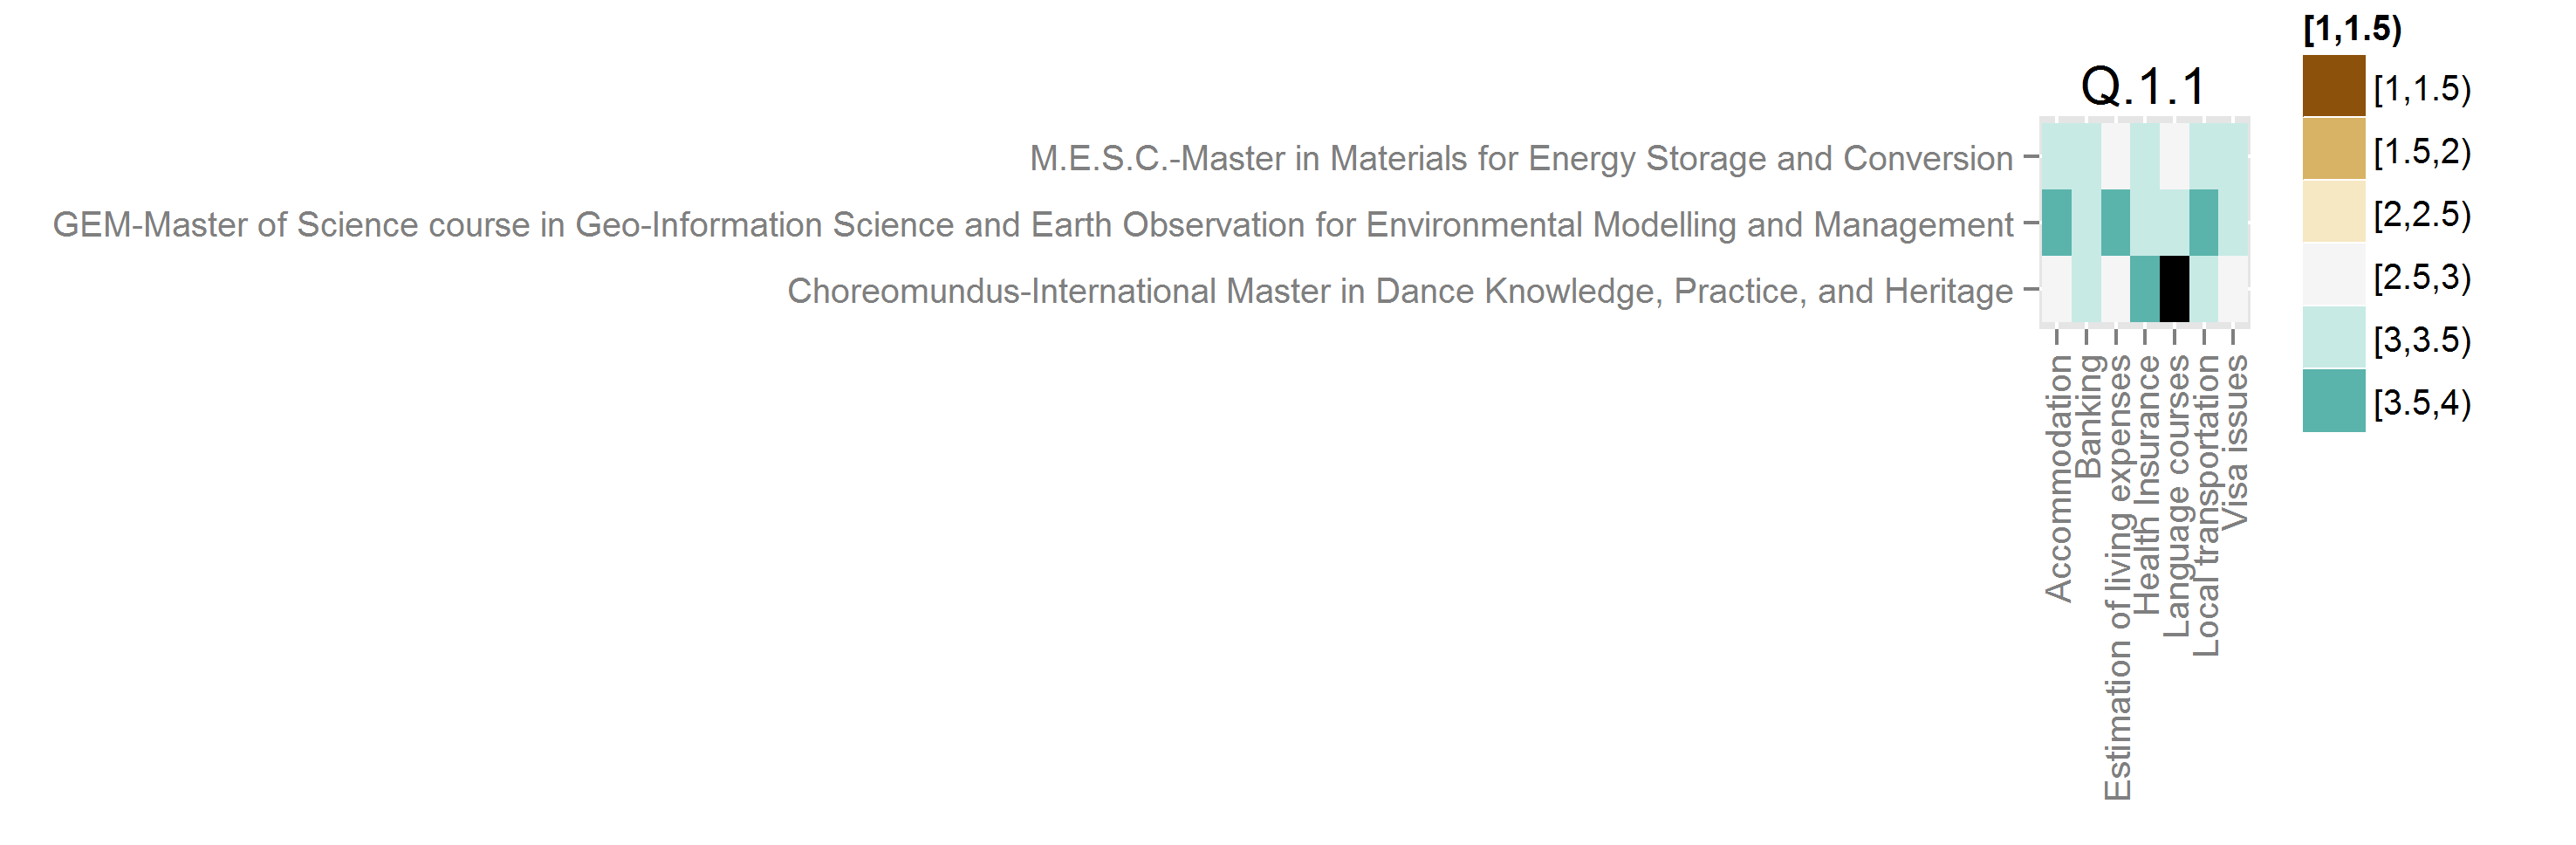 [1,1.5)
Q.1.1
[1,1.5)
[1.5,2)
[2,2.5)
[2.5,3)
[3,3.5)
[3.5,4)
M.E.S.C.-Master in Materials for Energy Storage and Conversion
GEM-Master of Science course in Geo-Information Science and Earth Observation for Environmental Modelling and Management
Choreomundus-International Master in Dance Knowledge, Practice, and Heritage
Accommodation
Banking
Estimation of living expenses
Health Insurance
Language courses
Local transportation
Visa issues